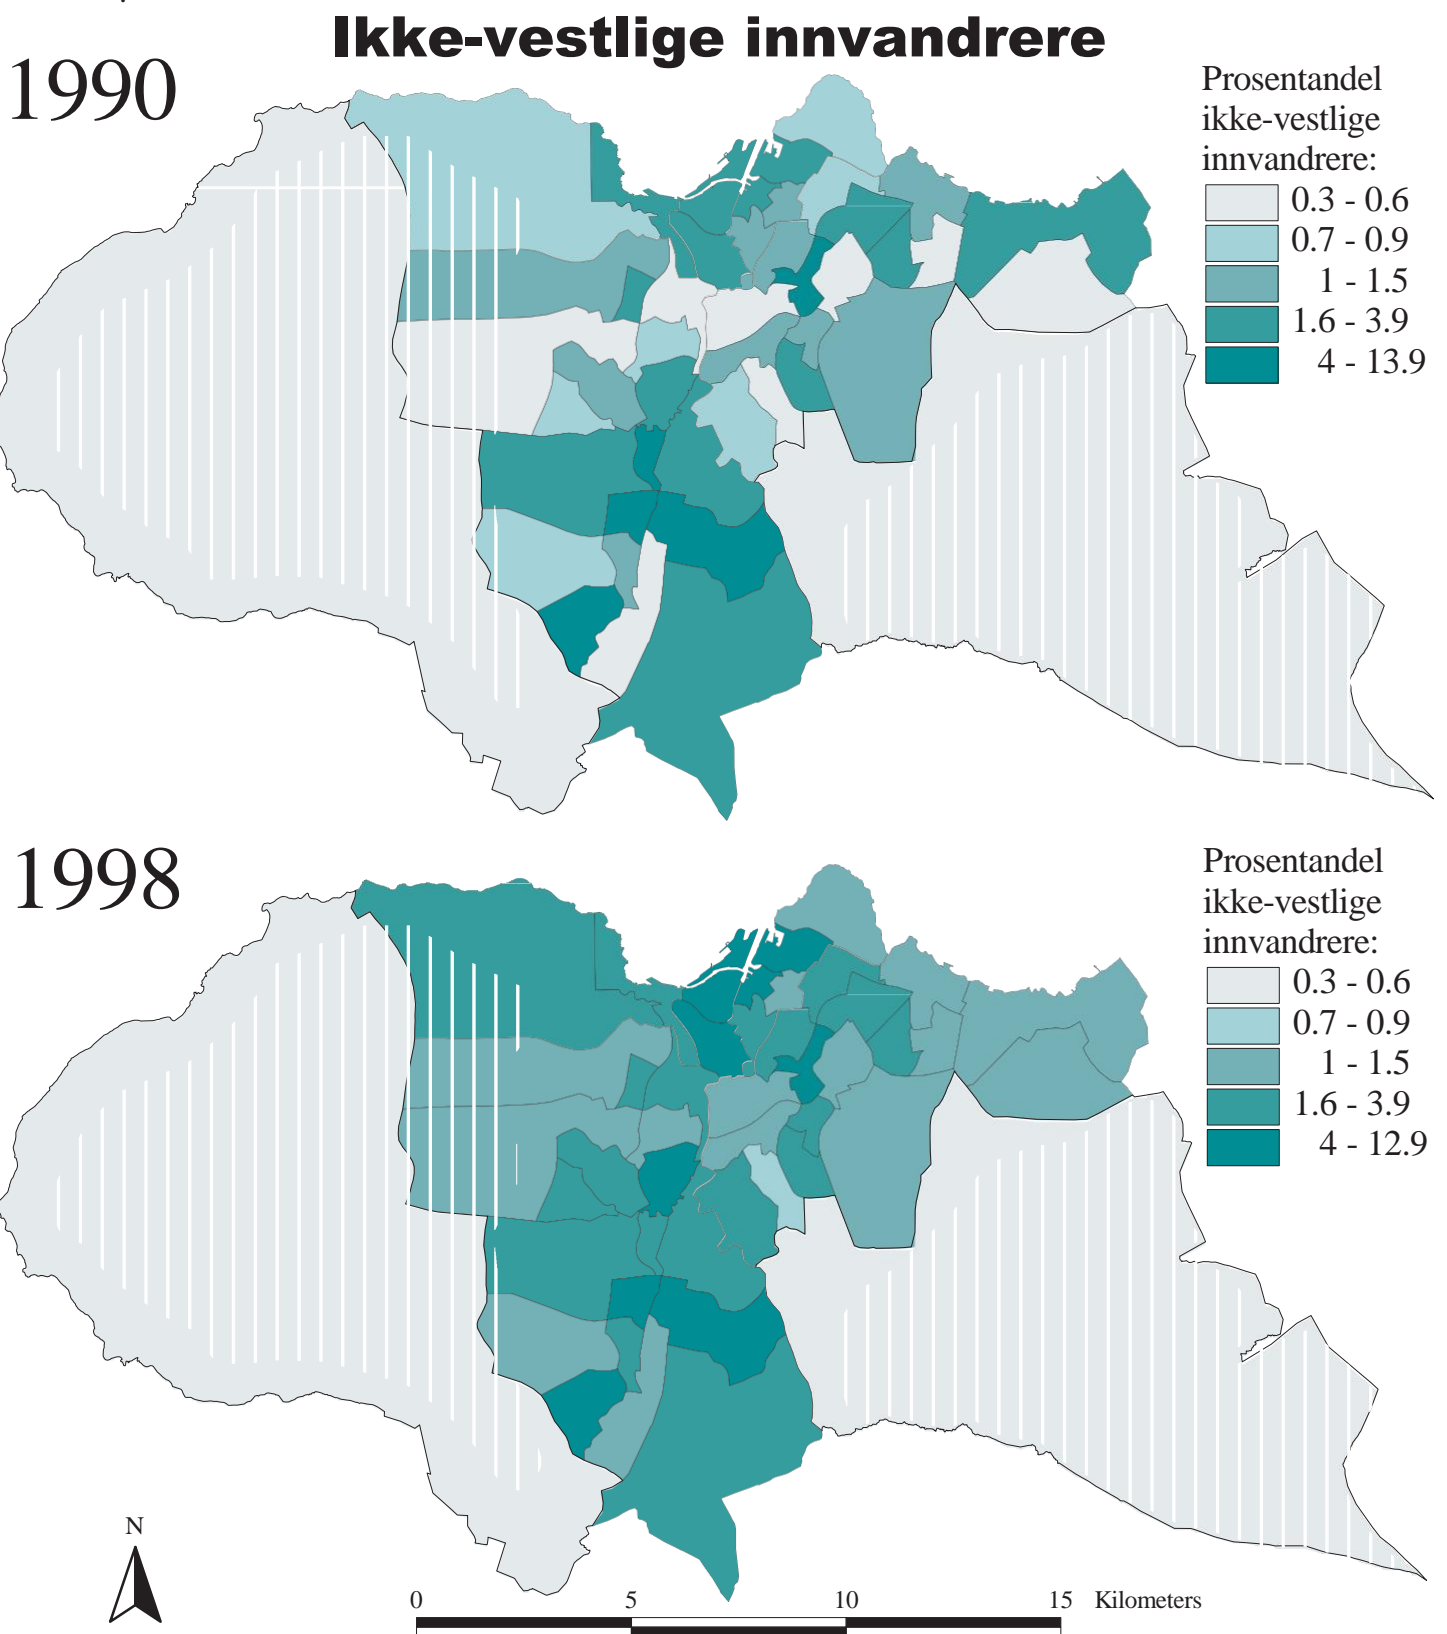 Ikke-vestlige innvandrere
1990
Prosentandel
ikke-vestlige
innvandrere:
0.3 - 0.6
0.7 - 0.9
1 - 1.5
1.6 - 3.9
4 - 13.9
1998
Prosentandel
ikke-vestlige
innvandrere:
0.3 - 0.6
0.7 - 0.9
1 - 1.5
1.6 - 3.9
4 - 12.9
N
0 5 10 15 Kilometers